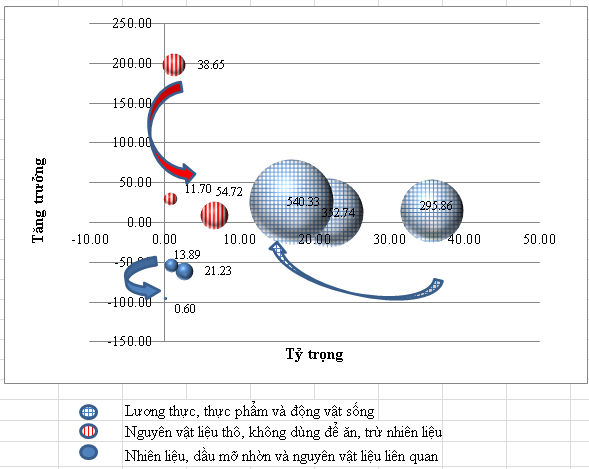 250.00
200.00
150.00
100.00
50.00
0.00
-50.00
-100.00
-150.00
Tăng trưởng
-10.00 0.00 10.00 20.00 30.00 40.00 50.00
Tỷ trọng
38.65
11.70 54.72
540.33 352.74 295.86
13.89
21.23
0.60
Lương thực, thực phẩm và động vật sống
Nguyên vật liệu thô, không dùng để ăn, trừ nhiên liệu
Nhiên liệu, dầu mỡ nhờn và nguyên vật liệu liên quan